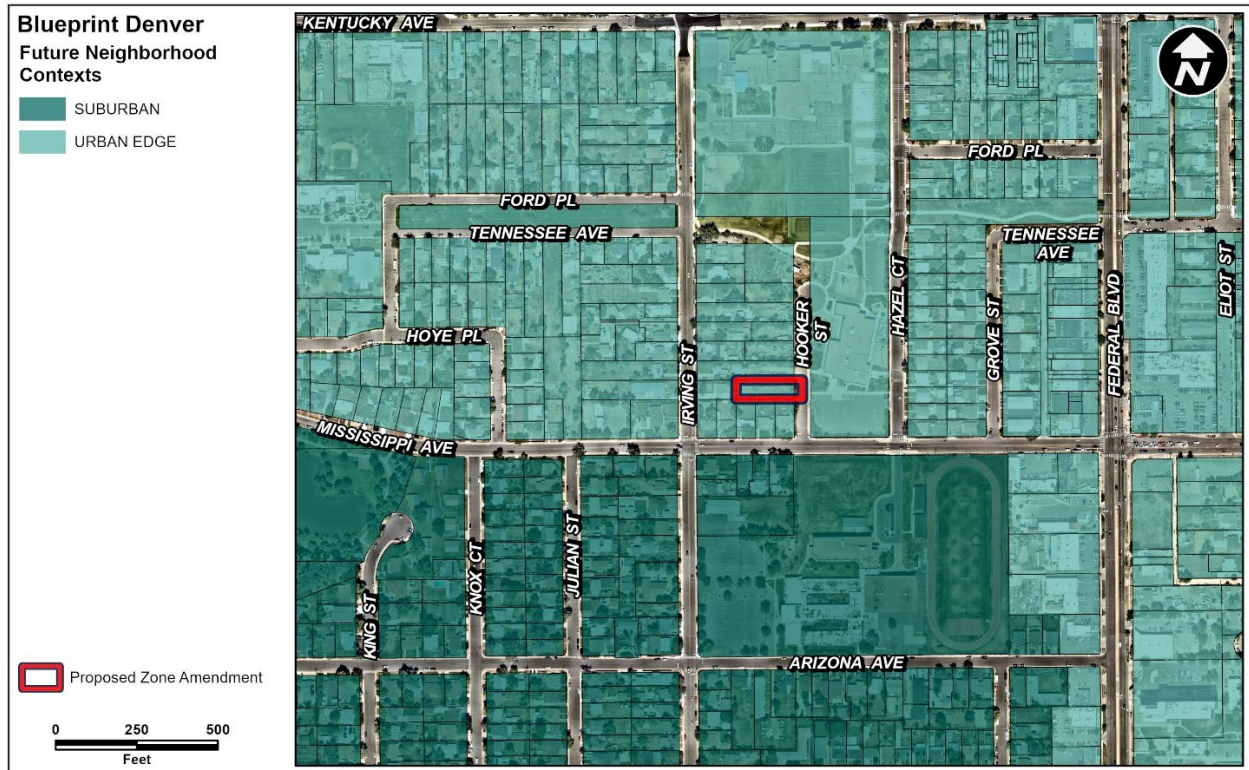 Blueprint Denver
Future Neighborhood
Contexts
SUBURBAN
URBAN EDGE
Proposed Zone Amendment
0 250 500
Feet
N
KENTUCKY AVE
FORD PL
FORD PL
TENNESSEE AVE
TENNESSEE
AVE
HOYE PL
IRVING ST
HOOKER
ST
HAZEL CT
GROVE ST
FEDERAL BLVD
ELIOT ST
MISSISSIPPI AVE
KING ST
KNOX CT
JULIAN ST
ARIZONA AVE